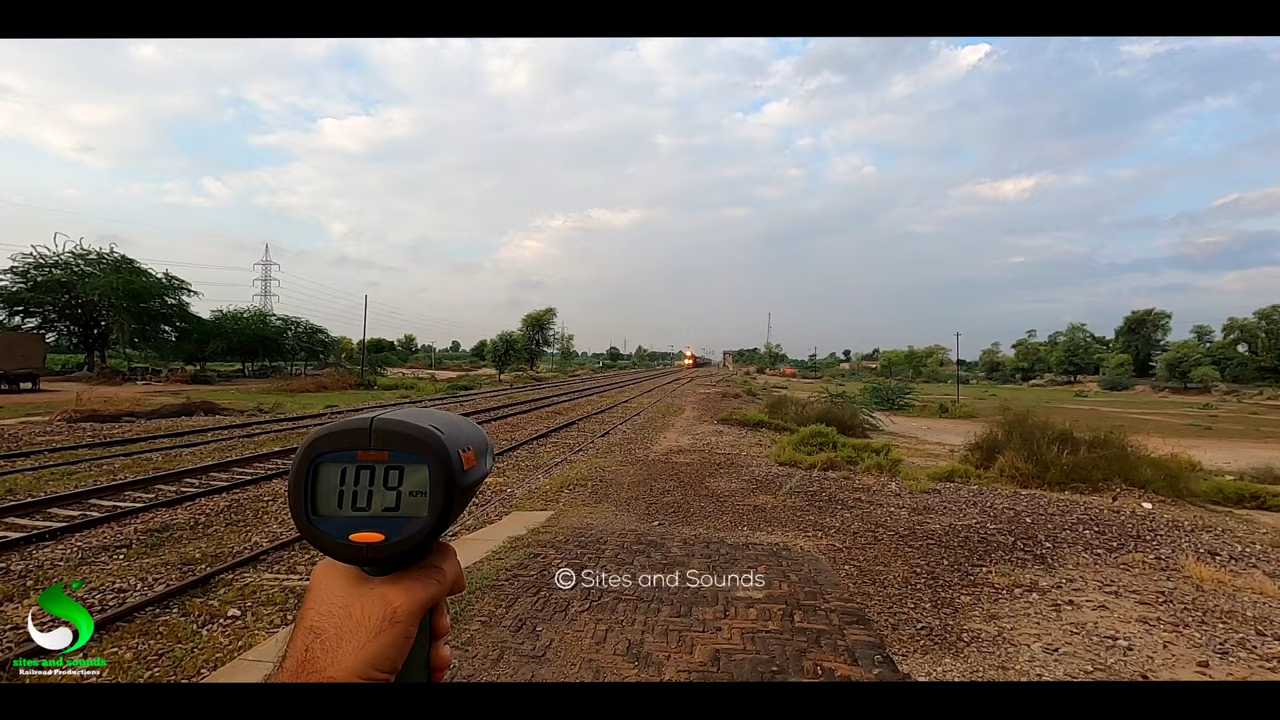 109 KPH
© Sites and Sounds
sites and sounds
Railroad Productions